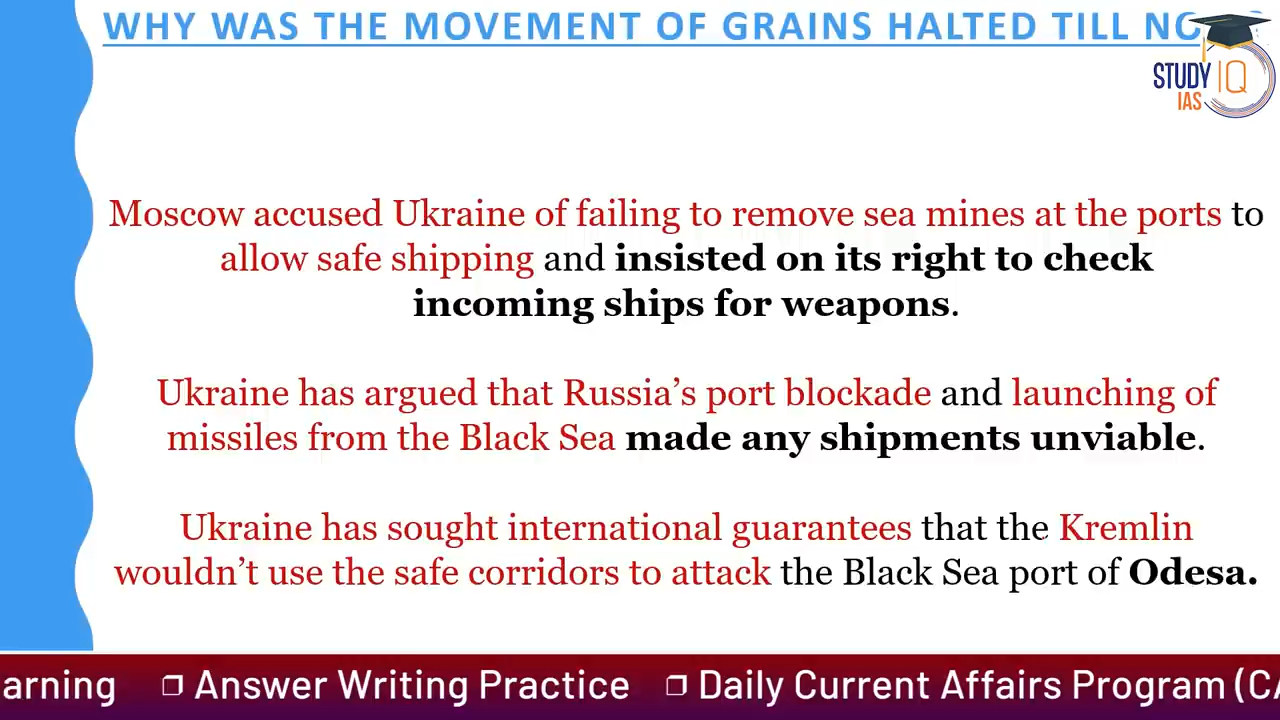 WHY WAS THE MOVEMENT OF GRAINS HALTED TILL
STUDY IQ
IAS
Moscow accused Ukraine of failing to remove sea mines at the ports to
allow safe shipping and insisted on its right to check
incoming ships for weapons.
Ukraine has argued that Russia’s port blockade and launching of
missiles from the Black Sea made any shipments unviable.
Ukraine has sought international guarantees that the Kremlin
wouldn’t use the safe corridors to attack the Black Sea port of Odesa.
arning ❐ Answer Writing Practice ❐ Daily Current Affairs Program (CA